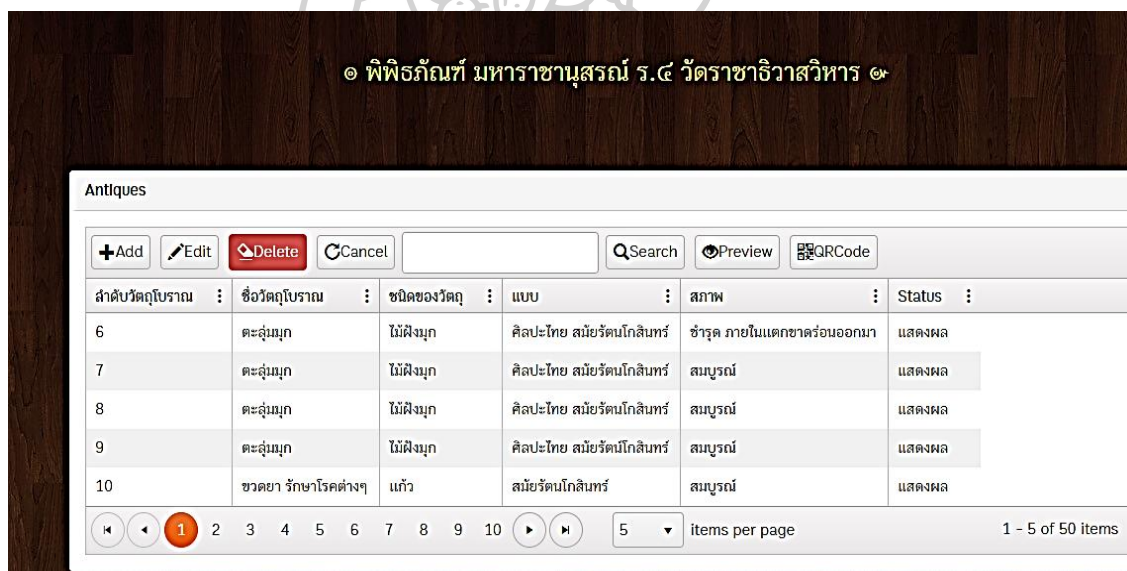 ๏ พิพิธภัณฑ์ มหาราชานุสรณ์ ร.๔ วัดราชาธิวาสวิหาร ๛
Antiques
Add Edit Delete Cancel Search Preview QRCode
ลำดับวัตถุโบราณ ชื่อวัตถุโบราณ ชนิดของวัตถุ แบบ สภาพ Status
6 ตะลุ่มมุก ไม้ฝังมุก ศิลปะไทย สมัยรัตนโกสินทร์ ชำรุด ภายในแตกขาดร่อนออกมา แสดงผล
7 ตะลุ่มมุก ไม้ฝังมุก ศิลปะไทย สมัยรัตนโกสินทร์ สมบูรณ์ แสดงผล
8 ตะลุ่มมุก ไม้ฝังมุก ศิลปะไทย สมัยรัตนโกสินทร์ สมบูรณ์ แสดงผล
9 ตะลุ่มมุก ไม้ฝังมุก ศิลปะไทย สมัยรัตน์โกสินทร์ สมบูรณ์ แสดงผล
10 ขวดยา รักษาโรคต่างๆ แก้ว สมัยรัตนโกสินทร์ สมบูรณ์ แสดงผล
1 2 3 4 5 6 7 8 9 10 5 items per page 1 - 5 of 50 items